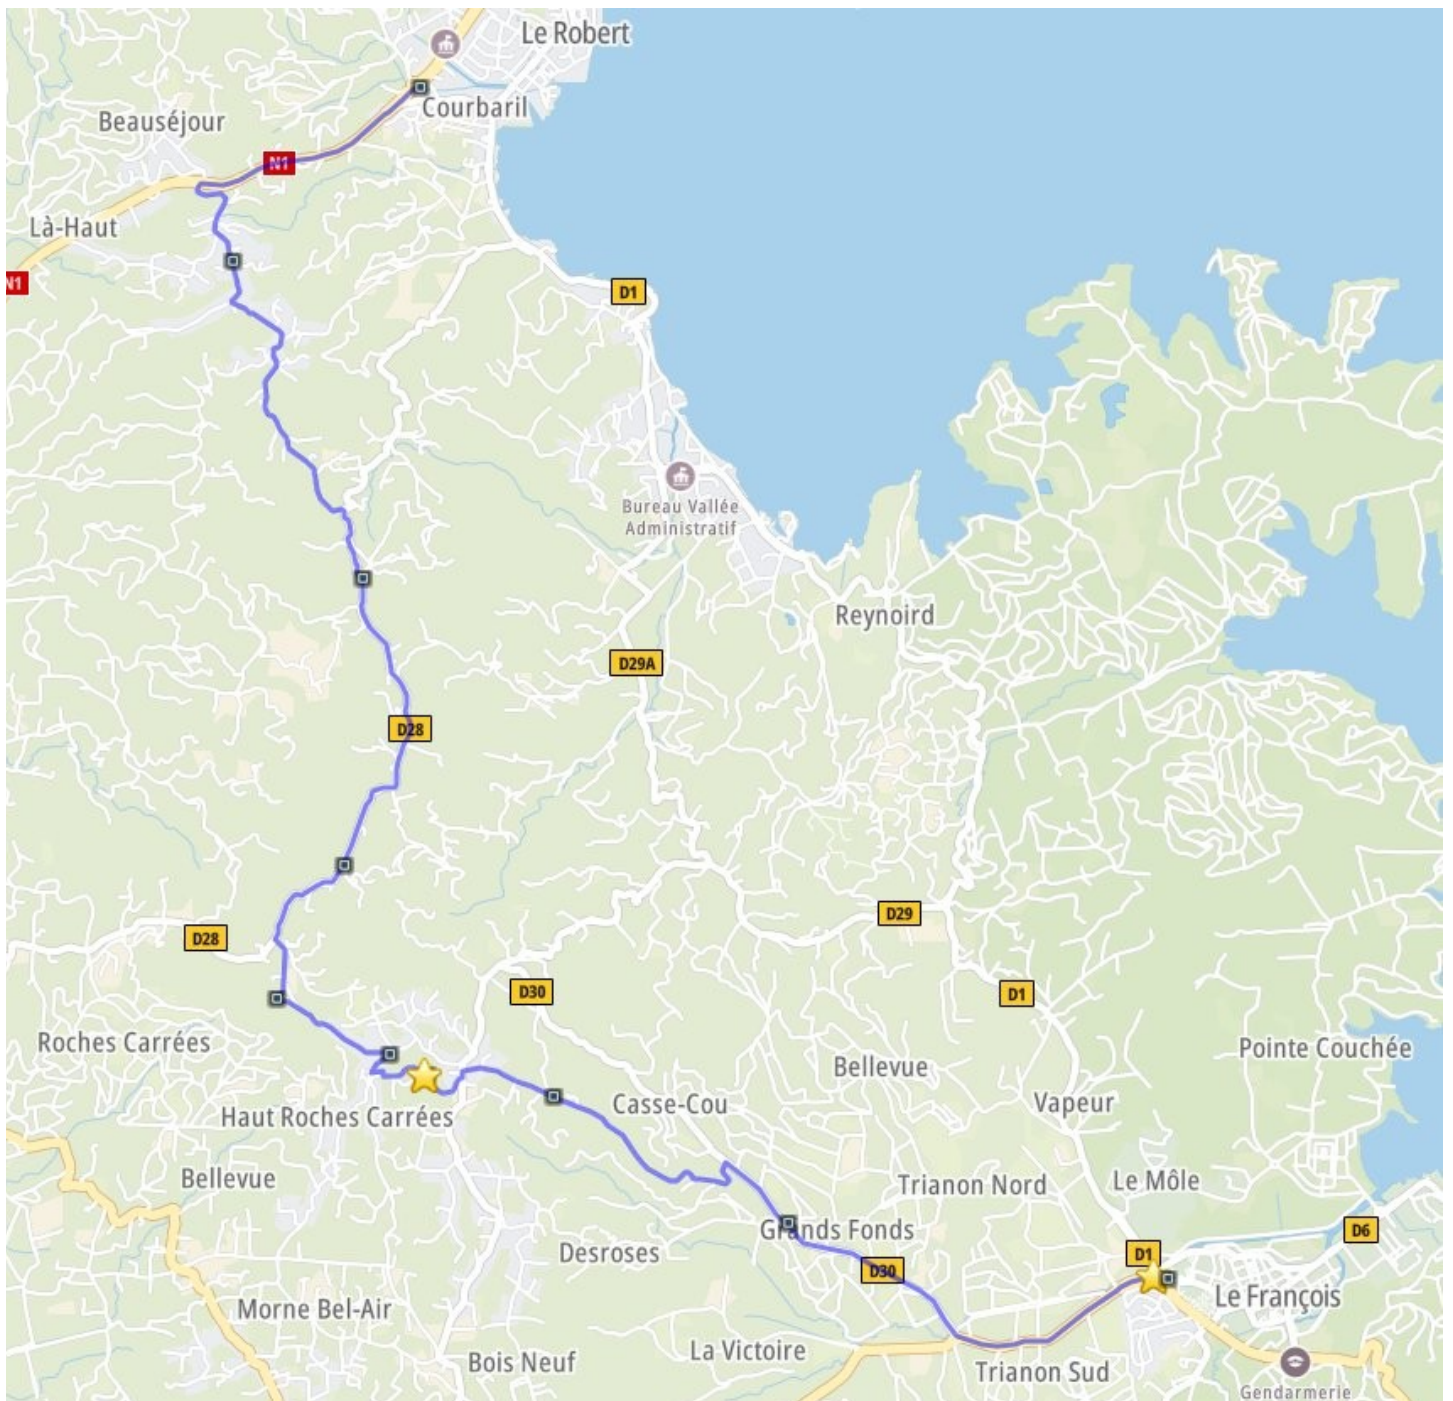 Le Robert
Courbaril
Beauséjour
N1
Là-Haut
N1
D1
Bureau Vallée
Administratif
Reynoird
D29A
D28
D29
D28
D30
D1
Roches Carrées
Pointe Couchée
Bellevue
Casse-Cou
Vapeur
Haut Roches Carrées
Bellevue
Trianon Nord
Le Môle
Grands Fonds
D6
Desroses
D1
D30
Le François
Morne Bel-Air
La Victoire
Bois Neuf
Trianon Sud
Gendarmerie